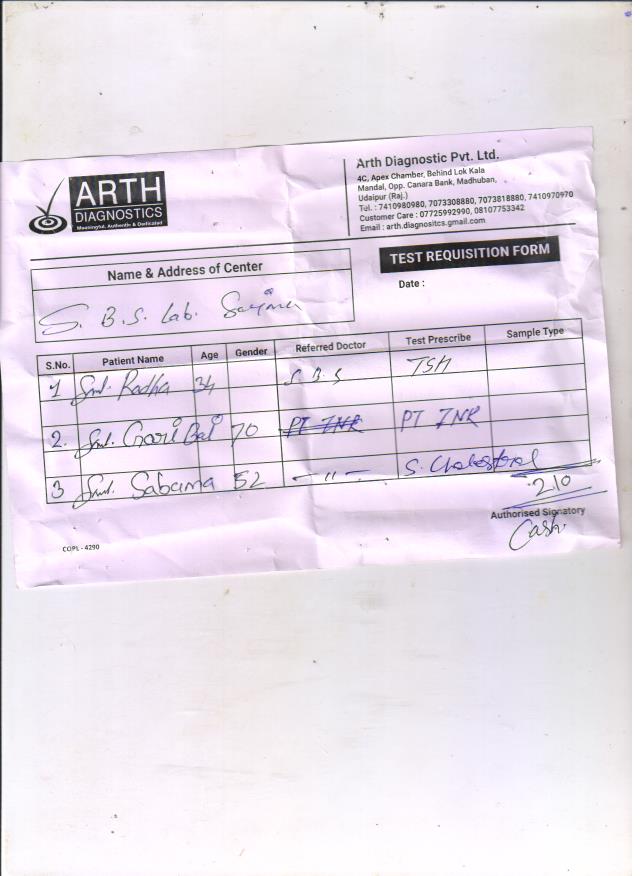 ARTH
DIAGNOSTICS
Meaningful, Authentic & Dedicated
Arth Diagnostic Pvt. Ltd.
4C, Apex Chamber, Behind Lok Kala
Mandal, Opp. Canara Bank, Madhuban,
Udaipur (Raj.)
Tel. : 7410980980, 7073308880, 7073818880, 7410970970
Customer Care : 07725992990, 08107753342
Email : arth.diagnositcs.gmail.com
TEST REQUISITION FORM
Date :
Name & Address of Center
S. B.S. Lab.
S.No. Patient Name Age Gender Referred Doctor Test Prescribe Sample Type
1 Smt. Radha 34 S.B.S TSH
2. Smt. Gori Bai 70 PT INR PT INR
3 Smt. Sabama 52 -"- S. Cholestrol
210
Authorised Signatory
Cash.
COPL - 4290